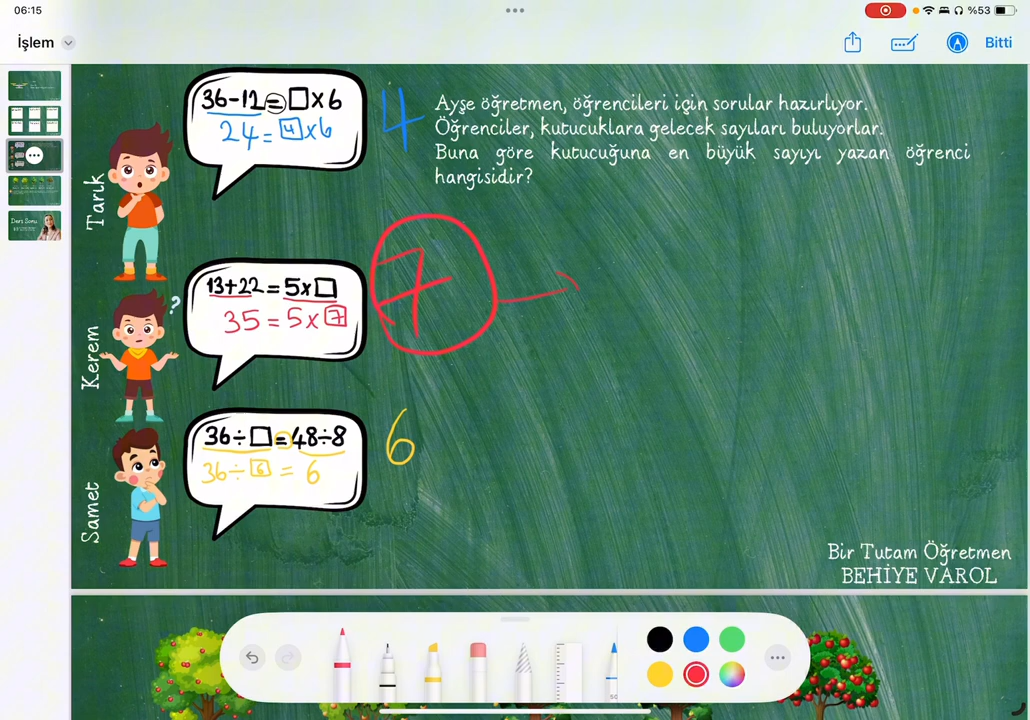 06:15
%53
İşlem
Bitti
36-12=□x6
24=4x6
4
Ayşe öğretmen, öğrencileri için sorular hazırlıyor.
Öğrenciler, kutucuklara gelecek sayıları buluyorlar.
Buna göre kutucuğuna en büyük sayıyı yazan öğrenci
hangisidir?
Tarık
13+22=5x□
35=5x7
7
?
Kerem
36÷□=48÷8
36÷6=6
6
Samet
Ders Sonu
Bir Tutam Öğretmen
BEHİYE VAROL